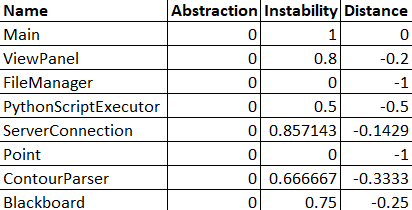 Name Abstraction Instability Distance
Main 0 1 0
ViewPanel 0 0.8 -0.2
FileManager 0 0 -1
PythonScriptExecutor 0 0.5 -0.5
ServerConnection 0 0.857143 -0.1429
Point 0 0 -1
ContourParser 0 0.666667 -0.3333
Blackboard 0 0.75 -0.25